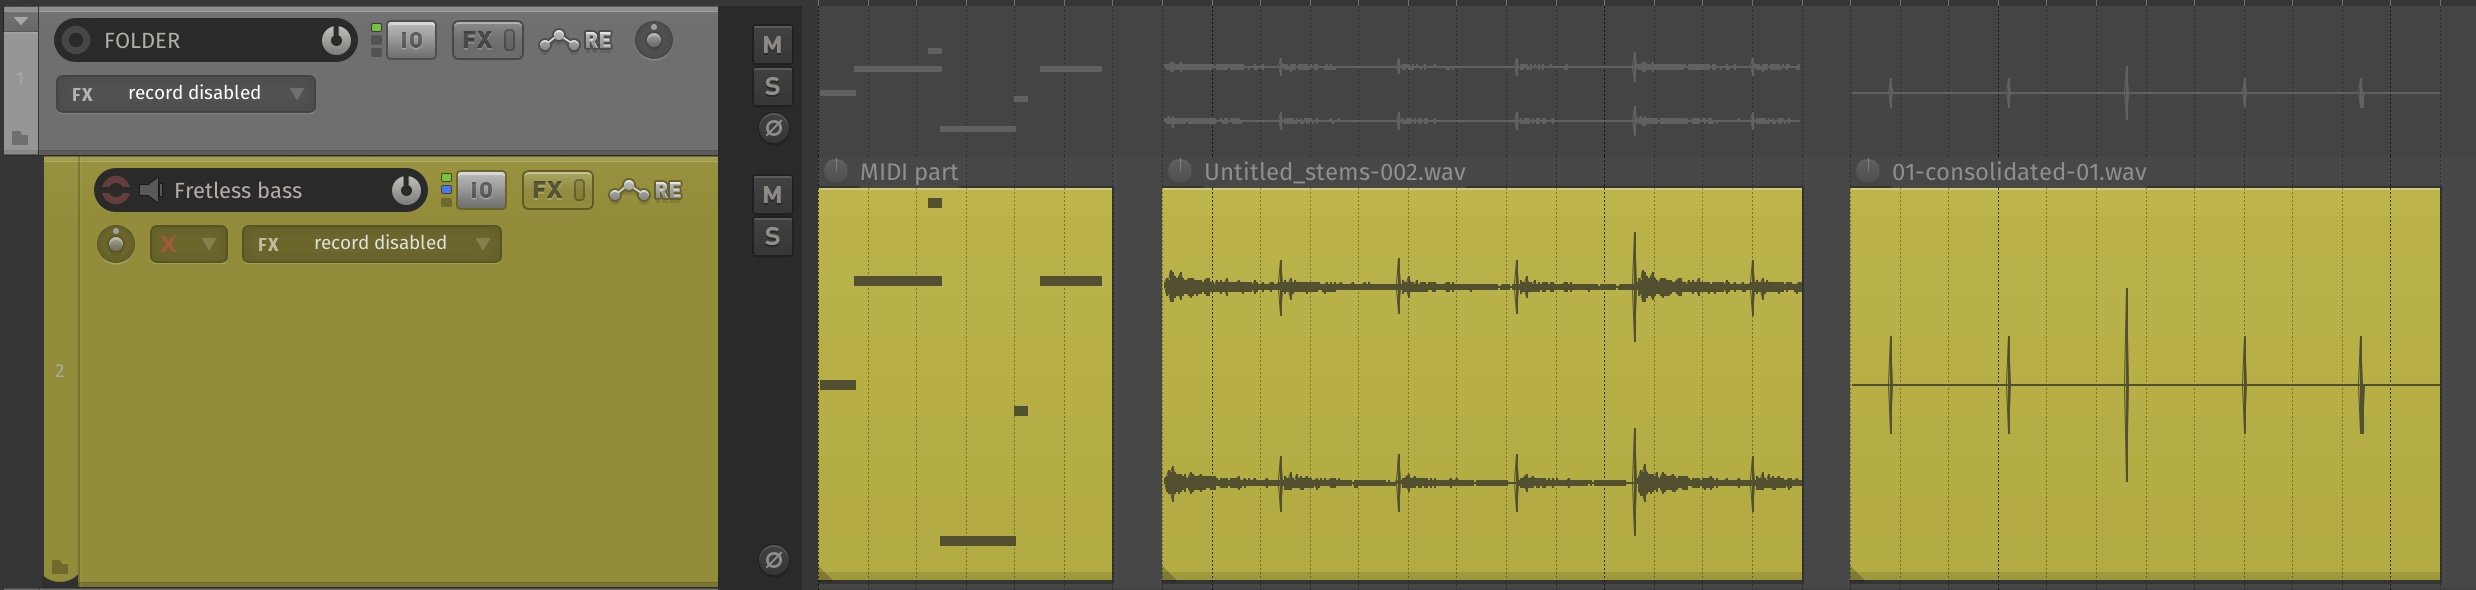 FOLDER IO FX RE M
1 FX record disabled S
Ø
Fretless bass IO FX RE M
X FX record disabled S
2
Ø
MIDI part Untitled_stems-002.wav 01-consolidated-01.wav